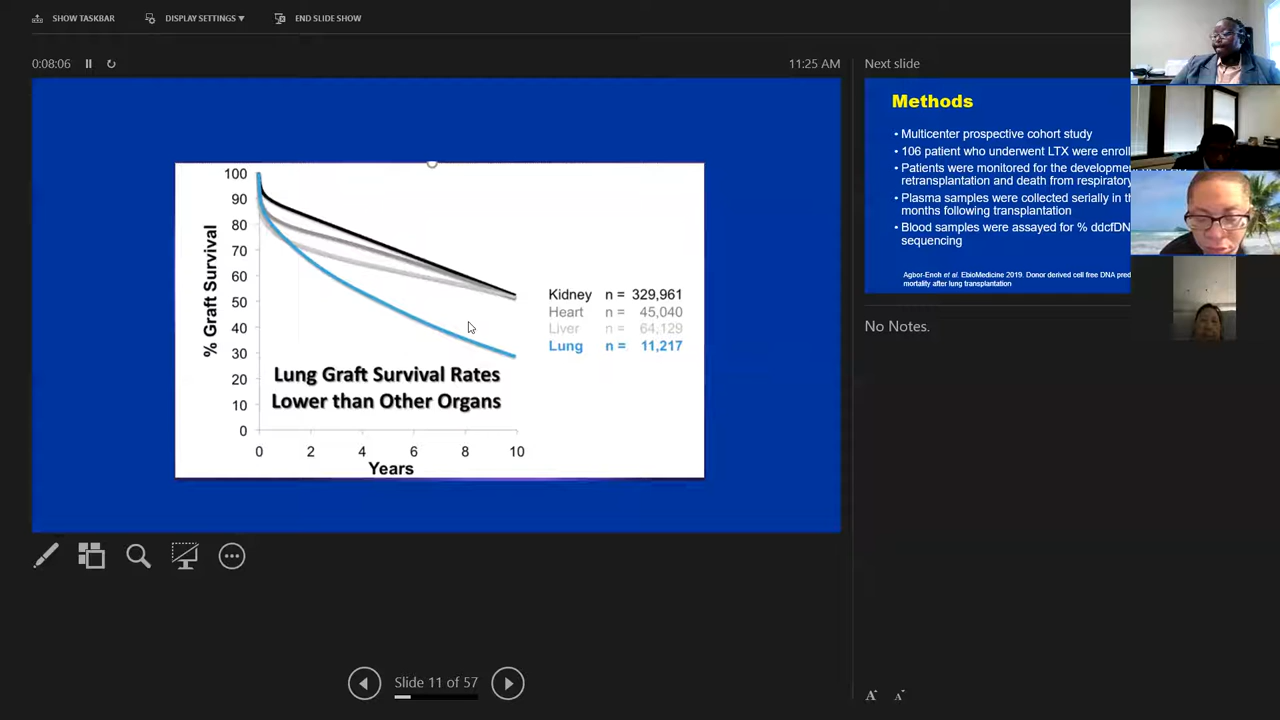 SHOW TASKBAR DISPLAY SETTINGS ▼ END SLIDE SHOW
0:08:06
11:25 AM
100
90
80
70
60
50
40
30
20
10
0
% Graft Survival
0 2 4 6 8 10
Years
Lung Graft Survival Rates
Lower than Other Organs
Kidney n = 329,961
Heart n = 45,040
Liver n = 64,129
Lung n = 11,217
Slide 11 of 57
Next slide
Methods
• Multicenter prospective cohort study
• 106 patient who underwent LTX were enroll
• Patients were monitored for the development
retransplantation and death from respiratory
• Plasma samples were collected serially in th
months following transplantation
• Blood samples were assayed for % ddcfDN
sequencing
Agbor-Enoh et al. EbioMedicine 2019. Donor derived cell free DNA pred
mortality after lung transplantation
No Notes.
A A